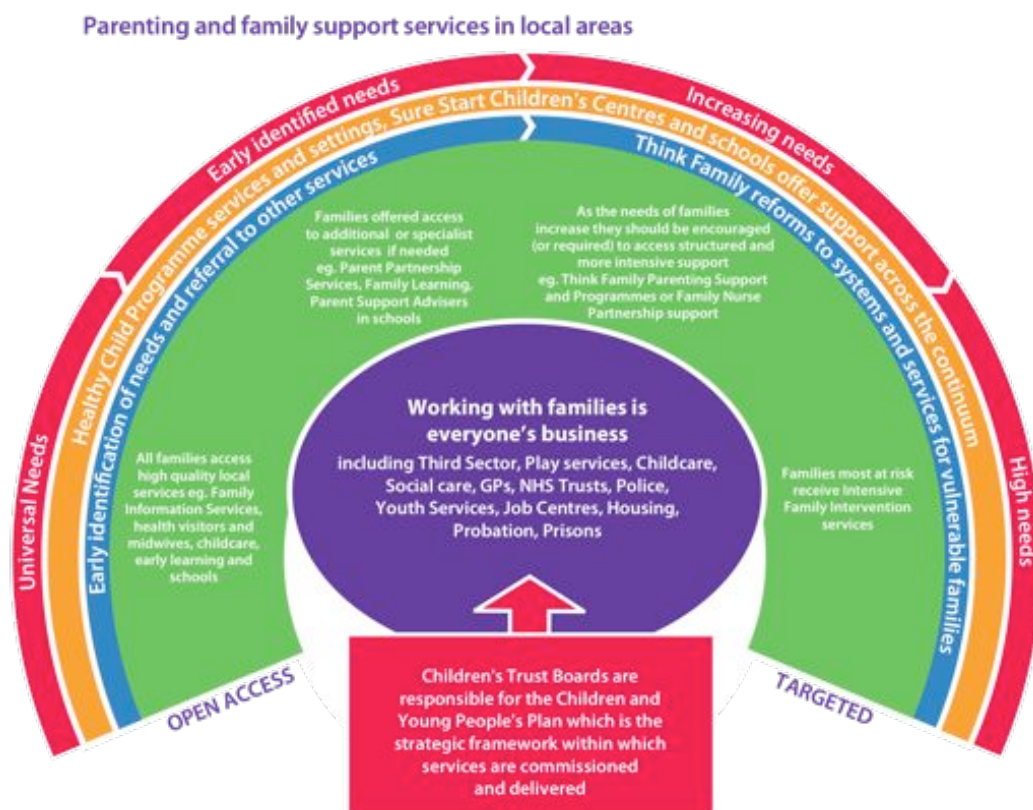 Parenting and family support services in local areas
Universal Needs
Early identified needs
Increasing needs
High needs
Healthy Child Programme services and settings, Sure Start Children's Centres and schools offer support across the continuum
Early identification of needs and referral to other services
Think Family reforms to systems and services for vulnerable families
All families access
high quality local
services eg. Family
Information Services,
health visitors and
midwives, childcare,
early learning and
schools
Families offered access
to additional or specialist
services if needed
eg. Parent Partnership
Services, Family Learning,
Parent Support Advisers
in schools
As the needs of families
increase they should be encouraged
(or required) to access structured and
more intensive support
eg. Think Family Parenting Support
and Programmes or Family Nurse
Partnership support
Families most at risk
receive Intensive
Family Intervention
services
Working with families is
everyone's business
including Third Sector, Play services, Childcare,
Social care, GPs, NHS Trusts, Police,
Youth Services, Job Centres, Housing,
Probation, Prisons
OPEN ACCESS
TARGETED
Children's Trust Boards are
responsible for the Children and
Young People's Plan which is the
strategic framework within which
services are commissioned
and delivered